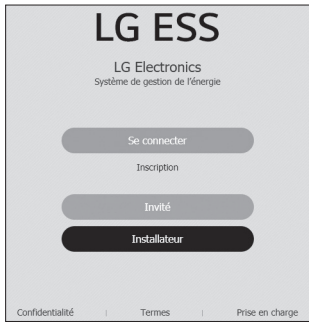 LG ESS
LG Electronics
Système de gestion de l'énergie
Se connecter
Inscription
Invité
Installateur
Confidentialité | Termes | Prise en charge